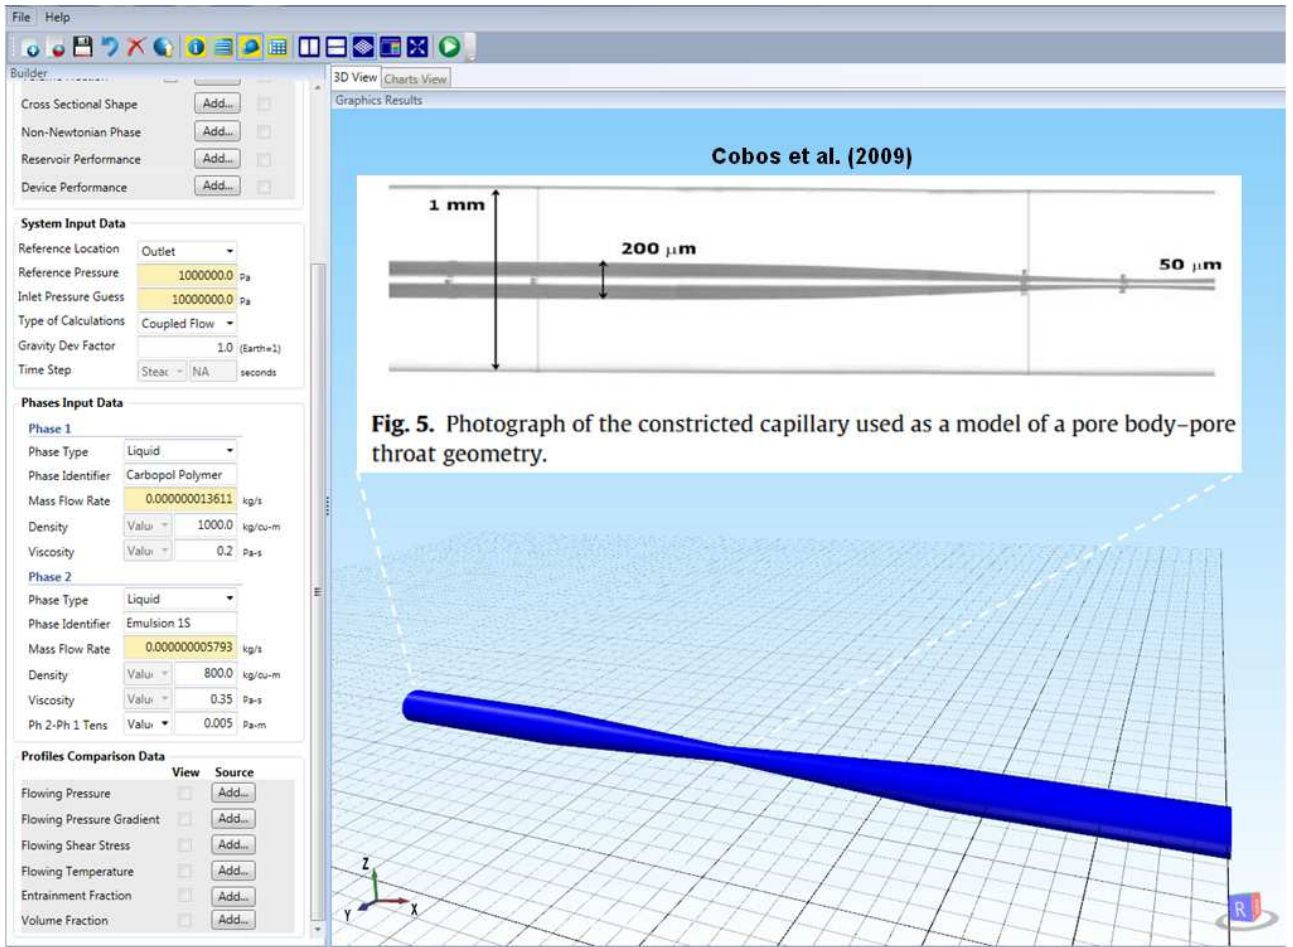 File Help
Builder
Cross Sectional Shape Add...
Non-Newtonian Phase Add...
Reservoir Performance Add...
Device Performance Add...
System Input Data
Reference Location Outlet
Reference Pressure 1000000.0 Pa
Inlet Pressure Guess 10000000.0 Pa
Type of Calculations Coupled Flow
Gravity Dev Factor 1.0 (Earth=1)
Time Step Steac NA seconds
Phases Input Data
Phase 1
Phase Type Liquid
Phase Identifier Carbopol Polymer
Mass Flow Rate 0.000000013611 kg/s
Density Valu 1000.0 kg/cu-m
Viscosity Valu 0.2 Pa-s
Phase 2
Phase Type Liquid
Phase Identifier Emulsion 1S
Mass Flow Rate 0.000000005793 kg/s
Density Valu 800.0 kg/cu-m
Viscosity Valu 0.35 Pa-s
Ph 2-Ph 1 Tens Valu 0.005 Pa-m
Profiles Comparison Data
View Source
Flowing Pressure Add...
Flowing Pressure Gradient Add...
Flowing Shear Stress Add...
Flowing Temperature Add...
Entrainment Fraction Add...
Volume Fraction Add...
3D View Charts View
Graphics Results
Cobos et al. (2009)
1 mm
200 μm
50 μm
Fig. 5. Photograph of the constricted capillary used as a model of a pore body–pore
throat geometry.
Z
Y X
R